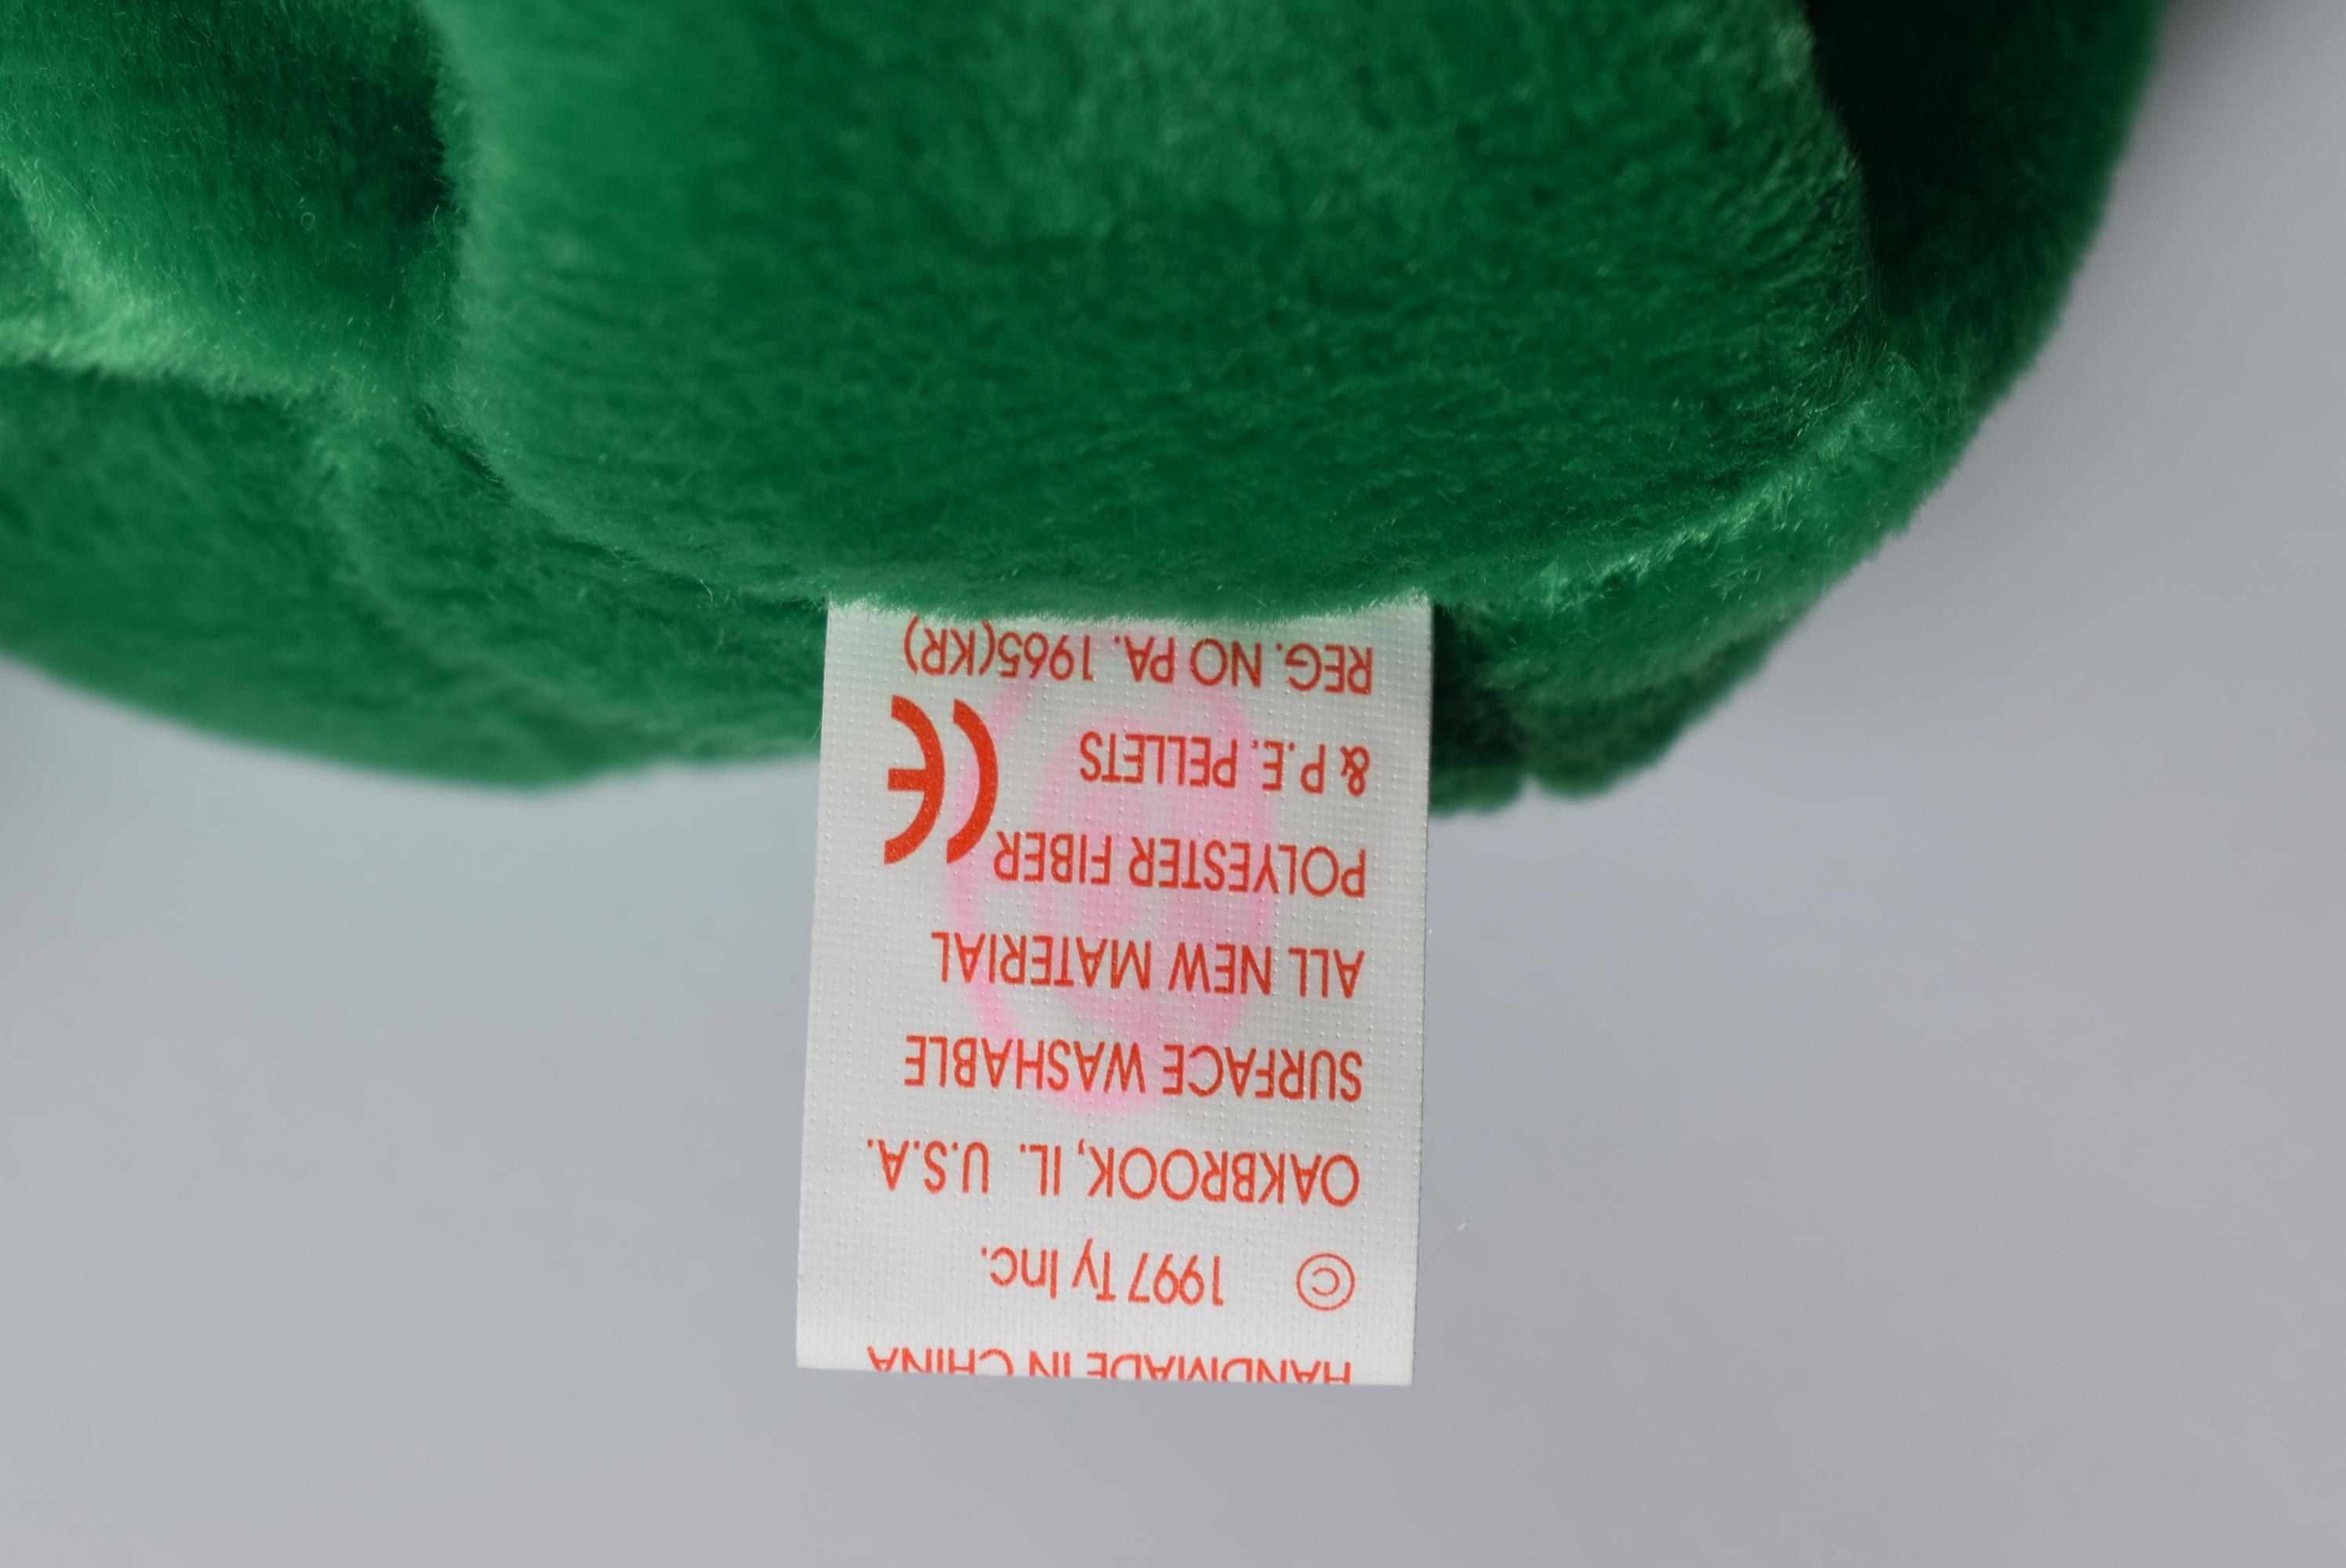 HANDMADE IN CHINA
© 1997 Ty Inc.
OAKBROOK, IL. U.S.A.
SURFACE WASHABLE
ALL NEW MATERIAL
POLYESTER FIBER
& P.E. PELLETS CE
REG. NO PA. 1965(KR)